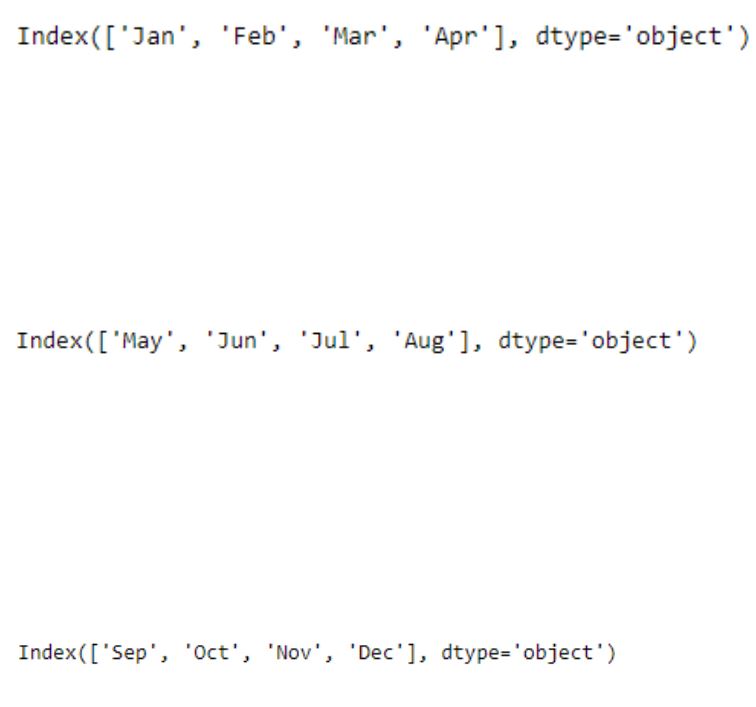 Index(['Jan', 'Feb', 'Mar', 'Apr'], dtype='object')
Index(['May', 'Jun', 'Jul', 'Aug'], dtype='object')
Index(['Sep', 'Oct', 'Nov', 'Dec'], dtype='object')